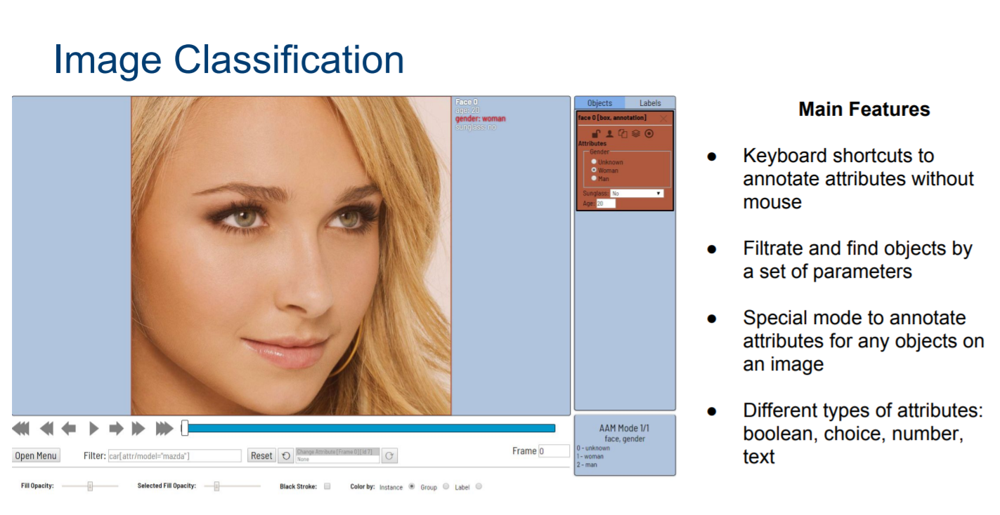 Image Classification
Face 0
age: 20
gender: woman
sunglass: no
Objects Labels
face 0 [box, annotation]
Attributes
Gender
Unknown
Woman
Man
Sunglass: No
Age: 20
Main Features
● Keyboard shortcuts to
annotate attributes without
mouse
● Filtrate and find objects by
a set of parameters
● Special mode to annotate
attributes for any objects on
an image
● Different types of attributes:
boolean, choice, number,
text
AAM Mode 1/1
face, gender
0 - unknown
1 - woman
2 - man
Open Menu Filter: car[attr/model="mazda"] Reset
Change Attribute [Frame 0] [Id 7]
None
Frame 0
Fill Opacity: Selected Fill Opacity: Black Stroke: Color by: Instance Group Label